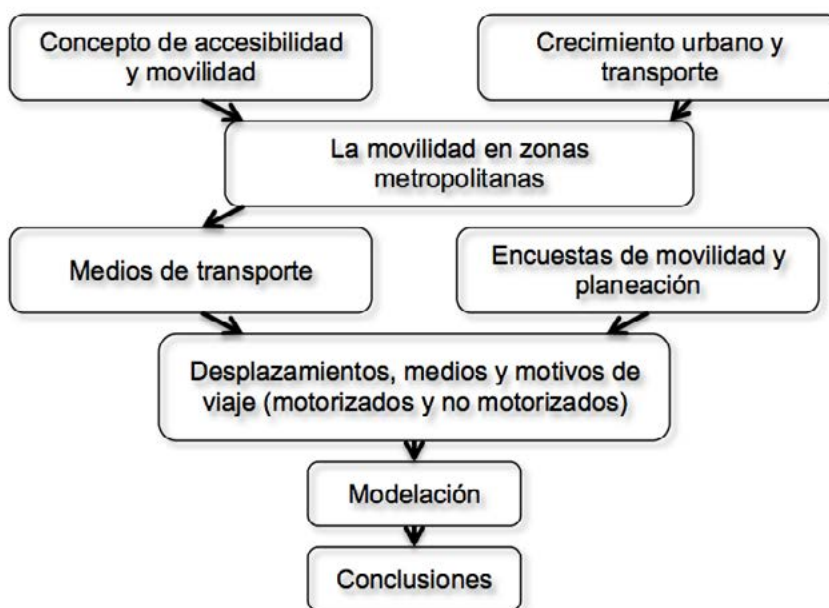 Concepto de accesibilidad
y movilidad
Crecimiento urbano y
transporte
La movilidad en zonas
metropolitanas
Medios de transporte
Encuestas de movilidad y
planeación
Desplazamientos, medios y motivos de
viaje (motorizados y no motorizados)
Modelación
Conclusiones